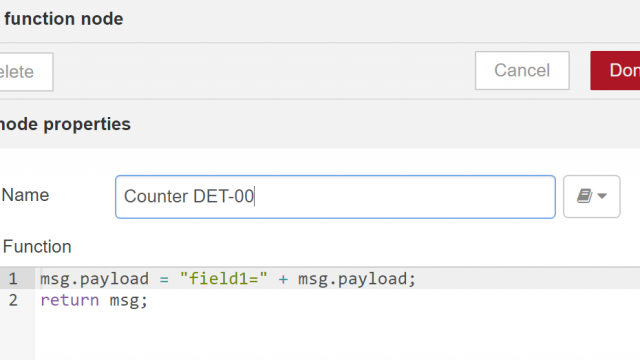 function node
elete
Cancel
Don
node properties
Name
Counter DET-00
Function
1 msg.payload = "field1=" + msg.payload;
2 return msg;